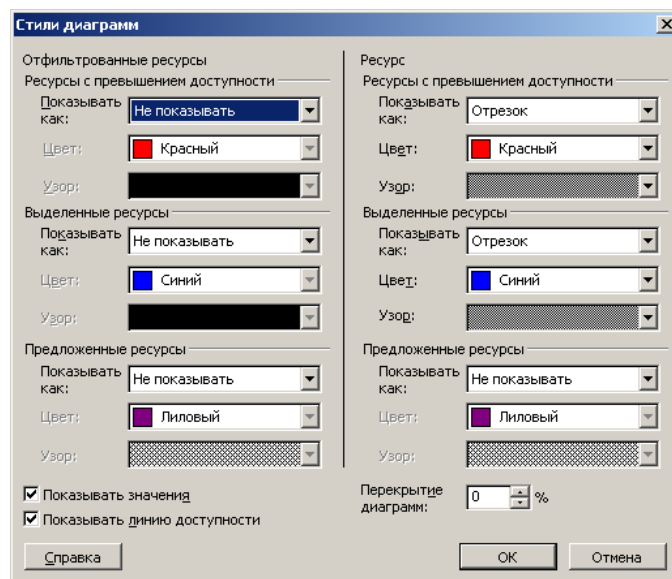 Стили диаграмм
Отфильтрованные ресурсы
Ресурсы с превышением доступности
Показывать как:
Не показывать
Цвет:
Красный
Узор:
Выделенные ресурсы
Показывать как:
Не показывать
Цвет:
Синий
Узор:
Предложенные ресурсы
Показывать как:
Не показывать
Цвет:
Лиловый
Узор:
Показывать значения
Показывать линию доступности
Ресурс
Ресурсы с превышением доступности
Показывать как:
Отрезок
Цвет:
Красный
Узор:
Выделенные ресурсы
Показывать как:
Отрезок
Цвет:
Синий
Узор:
Предложенные ресурсы
Показывать как:
Не показывать
Цвет:
Лиловый
Узор:
Перекрытие диаграмм:
0
%
Справка
ОК
Отмена